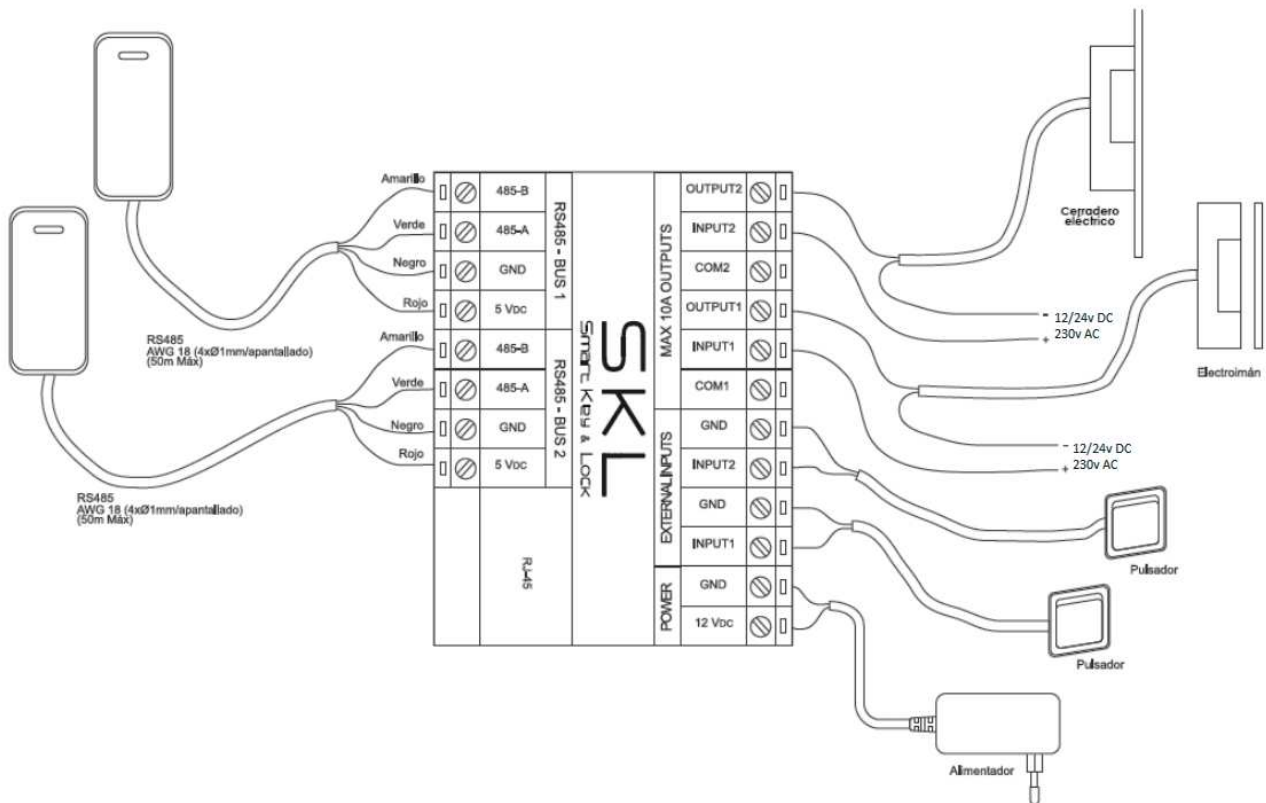 Amarillo
Verde
Negro
Rojo
RS485
AWG 18 (4xØ1mm/apantallado)
(50m Máx)
Amarillo
Verde
Negro
Rojo
RS485
AWG 18 (4xØ1mm/apantallado)
(50m Máx)
485-B
485-A
GND
5 VDC
RS485 - BUS 1
485-B
485-A
GND
5 VDC
RS485 - BUS 2
RJ-45
SKL
Smart Key & Lock
MAX 10A OUTPUTS
OUTPUT2
INPUT2
COM2
OUTPUT1
INPUT1
COM1
EXTERNAL INPUTS
GND
INPUT2
GND
INPUT1
POWER
GND
12 VDC
Cerradero
eléctrico
- 12/24v DC
+ 230v AC
Electroimán
- 12/24v DC
+ 230v AC
Pulsador
Pulsador
Alimentador